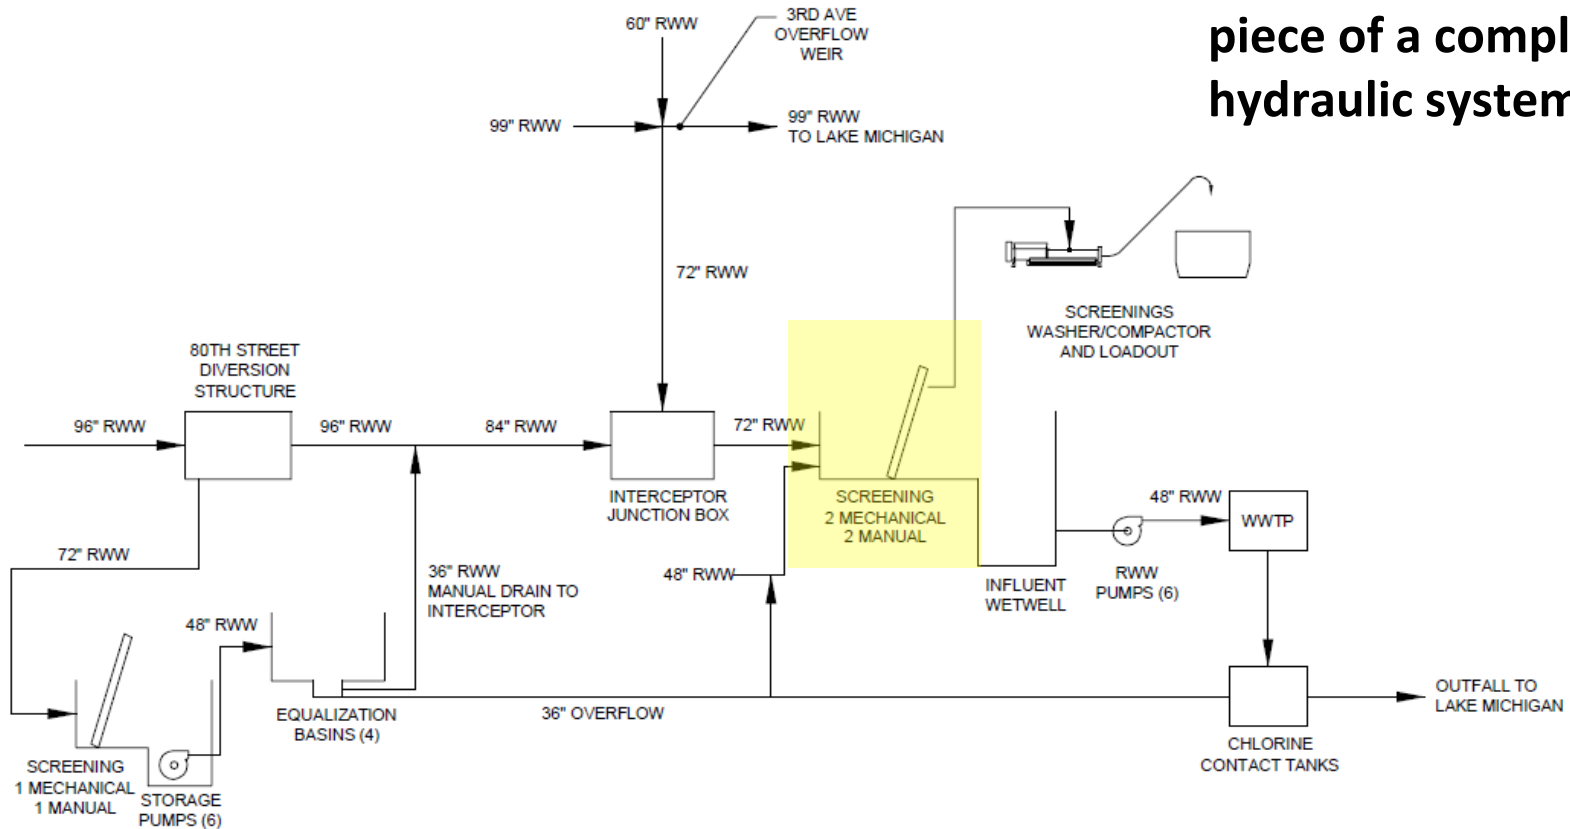 piece of a compl
hydraulic system
60" RWW
3RD AVE
OVERFLOW
WEIR
99" RWW
99" RWW
TO LAKE MICHIGAN
72" RWW
SCREENINGS
WASHER/COMPACTOR
AND LOADOUT
80TH STREET
DIVERSION
STRUCTURE
96" RWW
96" RWW
84" RWW
72" RWW
INTERCEPTOR
JUNCTION BOX
SCREENING
2 MECHANICAL
2 MANUAL
48" RWW
WWTP
72" RWW
36" RWW
MANUAL DRAIN TO
INTERCEPTOR
48" RWW
INFLUENT
WETWELL
RWW
PUMPS (6)
48" RWW
EQUALIZATION
BASINS (4)
36" OVERFLOW
OUTFALL TO
LAKE MICHIGAN
CHLORINE
CONTACT TANKS
SCREENING
1 MECHANICAL
1 MANUAL
STORAGE
PUMPS (6)